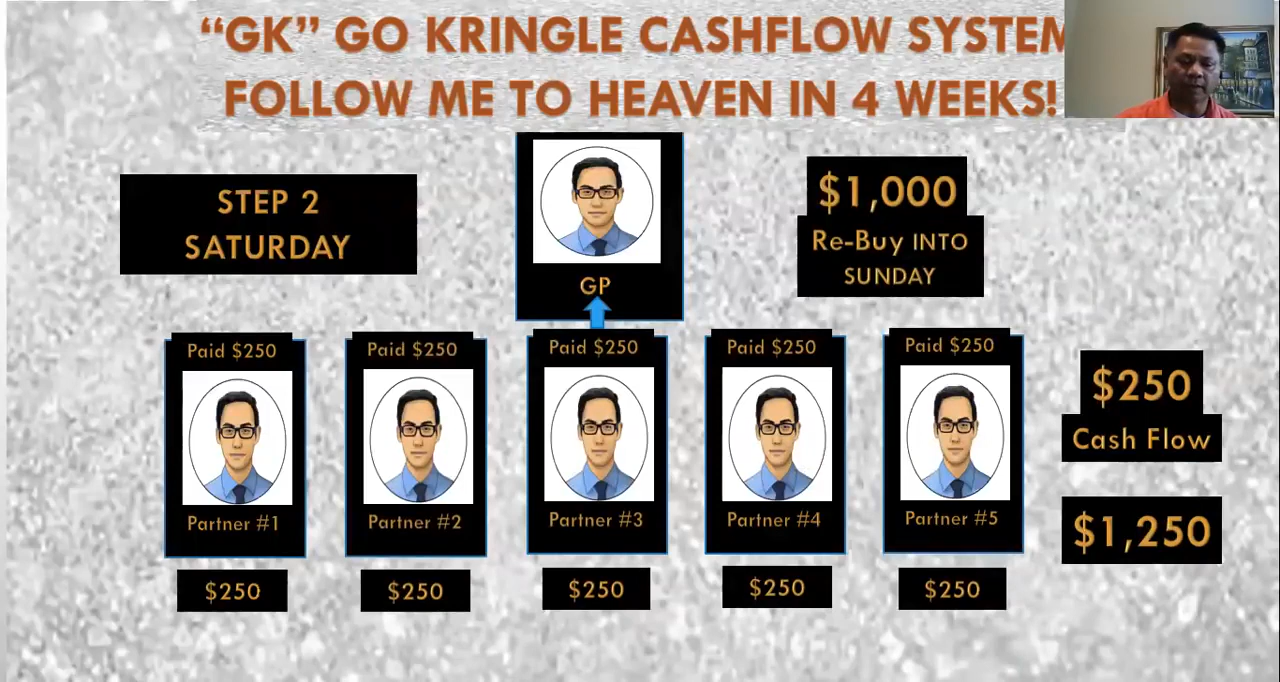 “GK” GO KRINGLE CASHFLOW SYSTEM
FOLLOW ME TO HEAVEN IN 4 WEEKS!
STEP 2
SATURDAY
GP
$1,000
Re-Buy INTO
SUNDAY
Paid $250
Paid $250
Paid $250
Paid $250
Paid $250
Partner #1
Partner #2
Partner #3
Partner #4
Partner #5
$250
$250
$250
$250
$250
$250
Cash Flow
$1,250